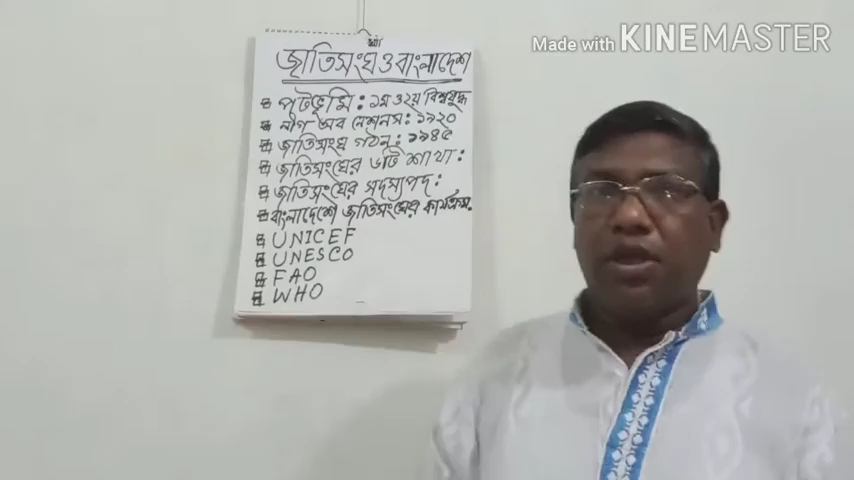 Made with KINEMASTER
জাতিসংঘ ও বাংলাদেশ
পটভূমি : ১ম ও ২য় বিশ্বযুদ্ধ
লীগ অব নেশনস : ১৯২০
জাতিসংঘ গঠন : ১৯৪৫
জাতিসংঘের ৬টি শাখা :
জাতিসংঘের সদস্যপদ :
বাংলাদেশে জাতিসংঘের কার্যক্রম.
UNICEF
UNESCO
FAO
WHO